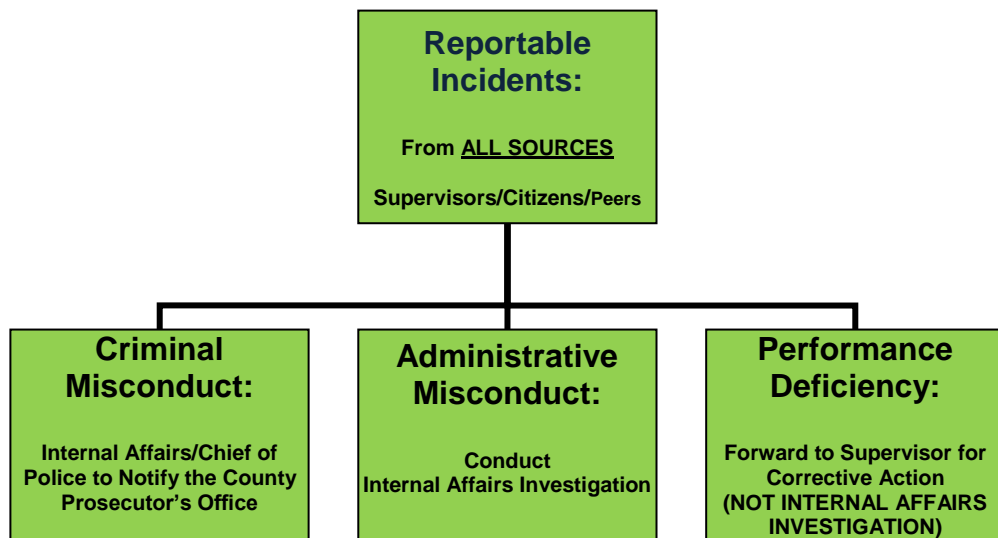 Reportable
Incidents:
From ALL SOURCES
Supervisors/Citizens/Peers
Criminal
Misconduct:
Internal Affairs/Chief of
Police to Notify the County
Prosecutor's Office
Administrative
Misconduct:
Conduct
Internal Affairs Investigation
Performance
Deficiency:
Forward to Supervisor for
Corrective Action
(NOT INTERNAL AFFAIRS
INVESTIGATION)